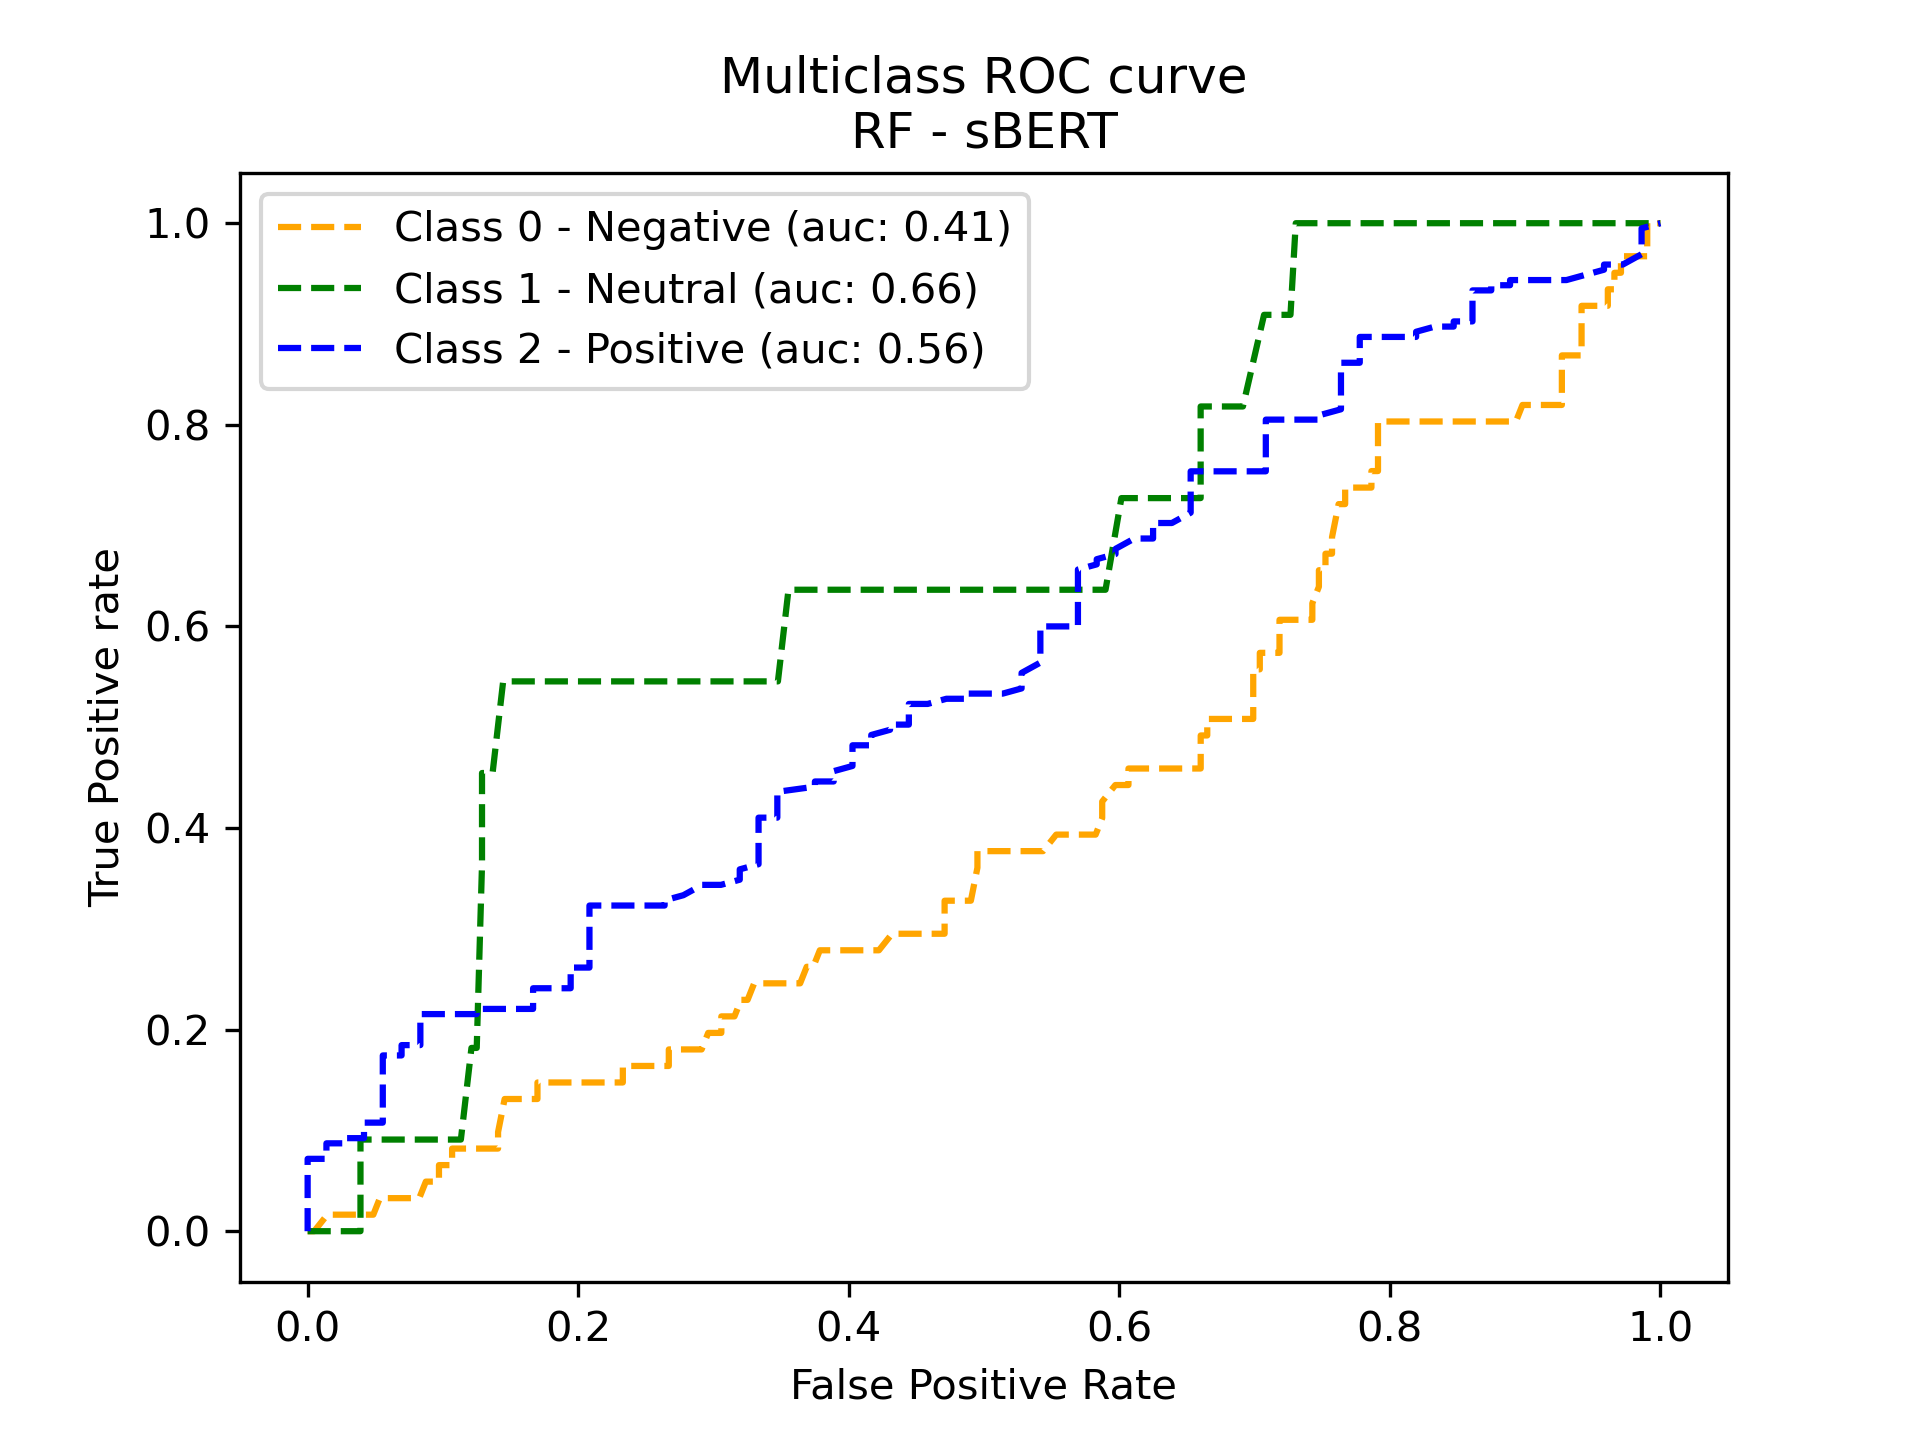 Multiclass ROC curve
RF - sBERT
Class 0 - Negative (auc: 0.41)
Class 1 - Neutral (auc: 0.66)
Class 2 - Positive (auc: 0.56)
True Positive rate
1.0
0.8
0.6
0.4
0.2
0.0
0.0 0.2 0.4 0.6 0.8 1.0
False Positive Rate